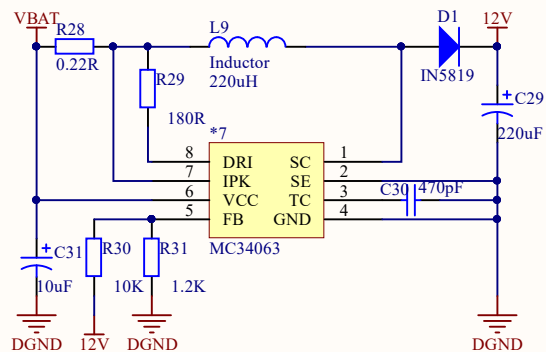 VBAT
R28
0.22R
L9
Inductor
220uH
D1
IN5819
12V
R29
180R
C29
220uF
*7
8 DRI SC 1
7 IPK SE 2
6 VCC TC 3
5 FB GND 4
MC34063
C30 470pF
C31
10uF
R30
10K
R31
1.2K
DGND
12V
DGND
DGND
+
+